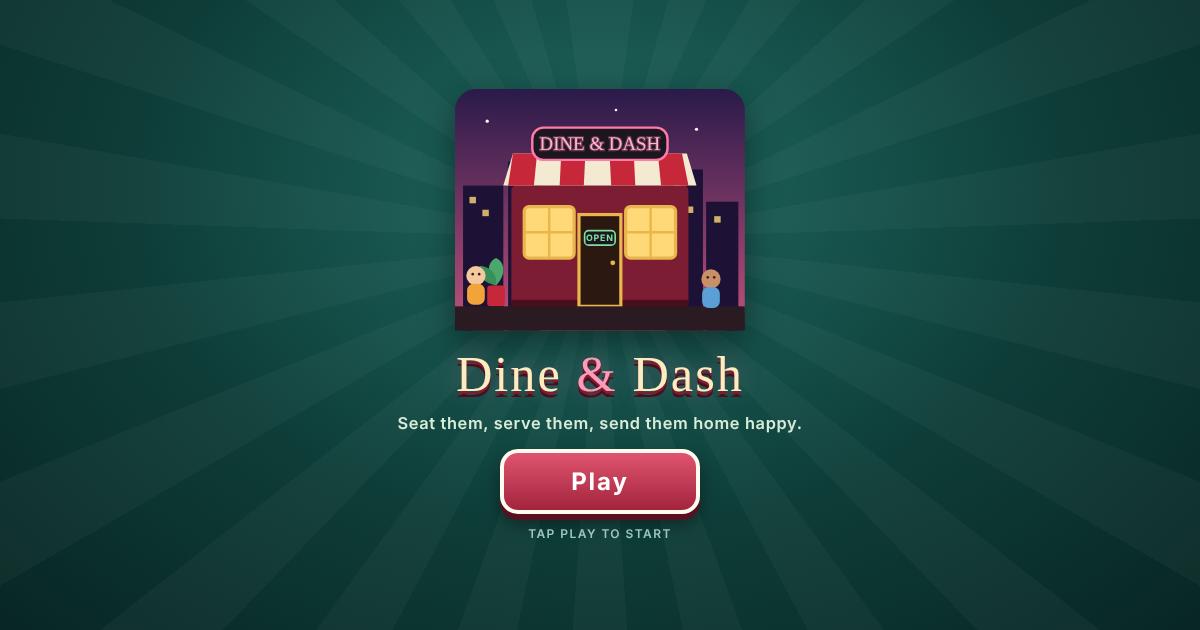 DINE & DASH
OPEN
Dine & Dash
Seat them, serve them, send them home happy.
Play
TAP PLAY TO START